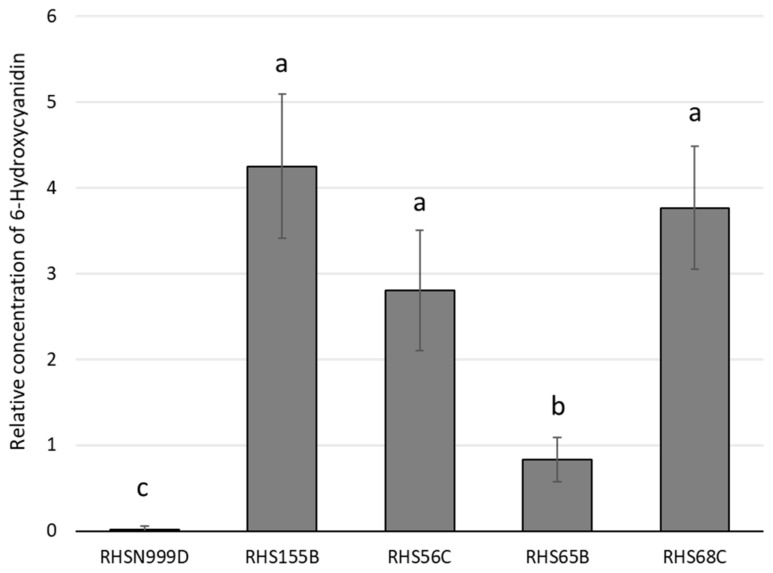 Relative concentration of 6-Hydroxycyanidin
6
5
4
3
2
1
0
c
a
a
b
a
RHSN999D
RHS155B
RHS56C
RHS65B
RHS68C